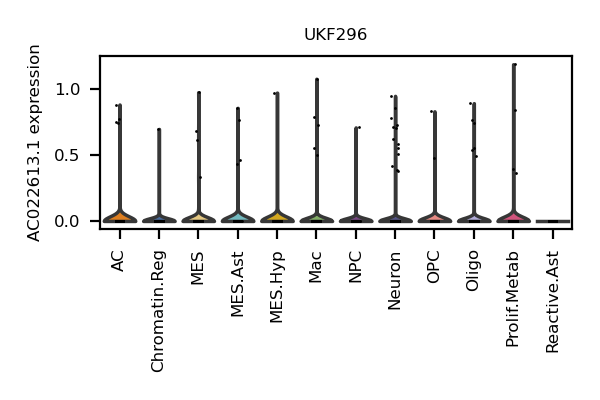 UKF296
AC022613.1 expression
1.0
0.5
0.0
AC
Chromatin.Reg
MES
MES.Ast
MES.Hyp
Mac
NPC
Neuron
OPC
Oligo
Prolif.Metab
Reactive.Ast